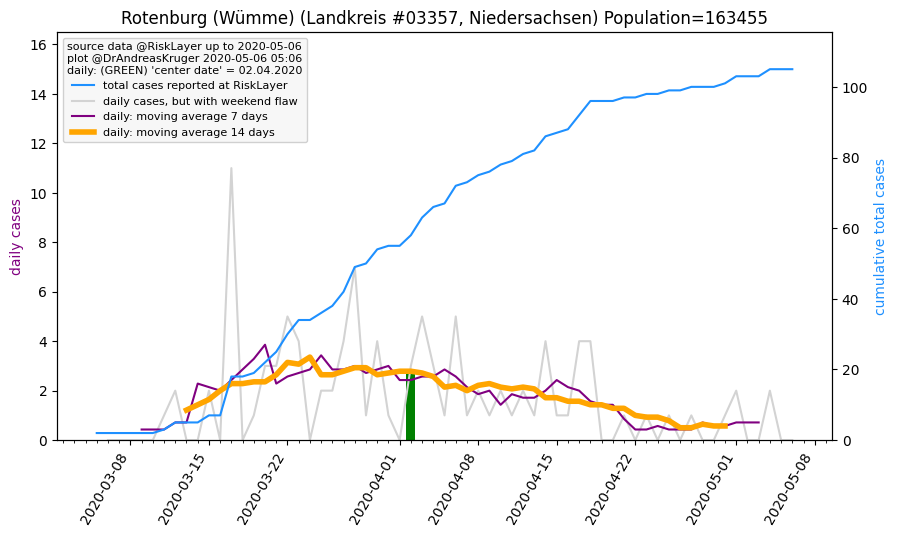 Rotenburg (Wümme) (Landkreis #03357, Niedersachsen) Population=163455
source data @RiskLayer up to 2020-05-06
plot @DrAndreasKruger 2020-05-06 05:06
daily: (GREEN) 'center date' = 02.04.2020
total cases reported at RiskLayer
daily cases, but with weekend flaw
daily: moving average 7 days
daily: moving average 14 days
daily cases
16
14
12
10
8
6
4
2
0
cumulative total cases
100
80
60
40
20
0
2020-03-08
2020-03-15
2020-03-22
2020-04-01
2020-04-08
2020-04-15
2020-04-22
2020-05-01
2020-05-08